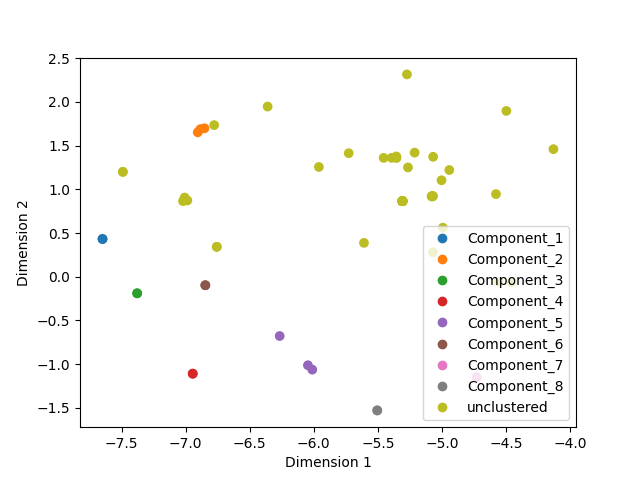 2.5
2.0
1.5
1.0
0.5
0.0
−0.5
−1.0
−1.5
Dimension 2
−7.5 −7.0 −6.5 −6.0 −5.5 −5.0 −4.5 −4.0
Dimension 1
Component_1
Component_2
Component_3
Component_4
Component_5
Component_6
Component_7
Component_8
unclustered